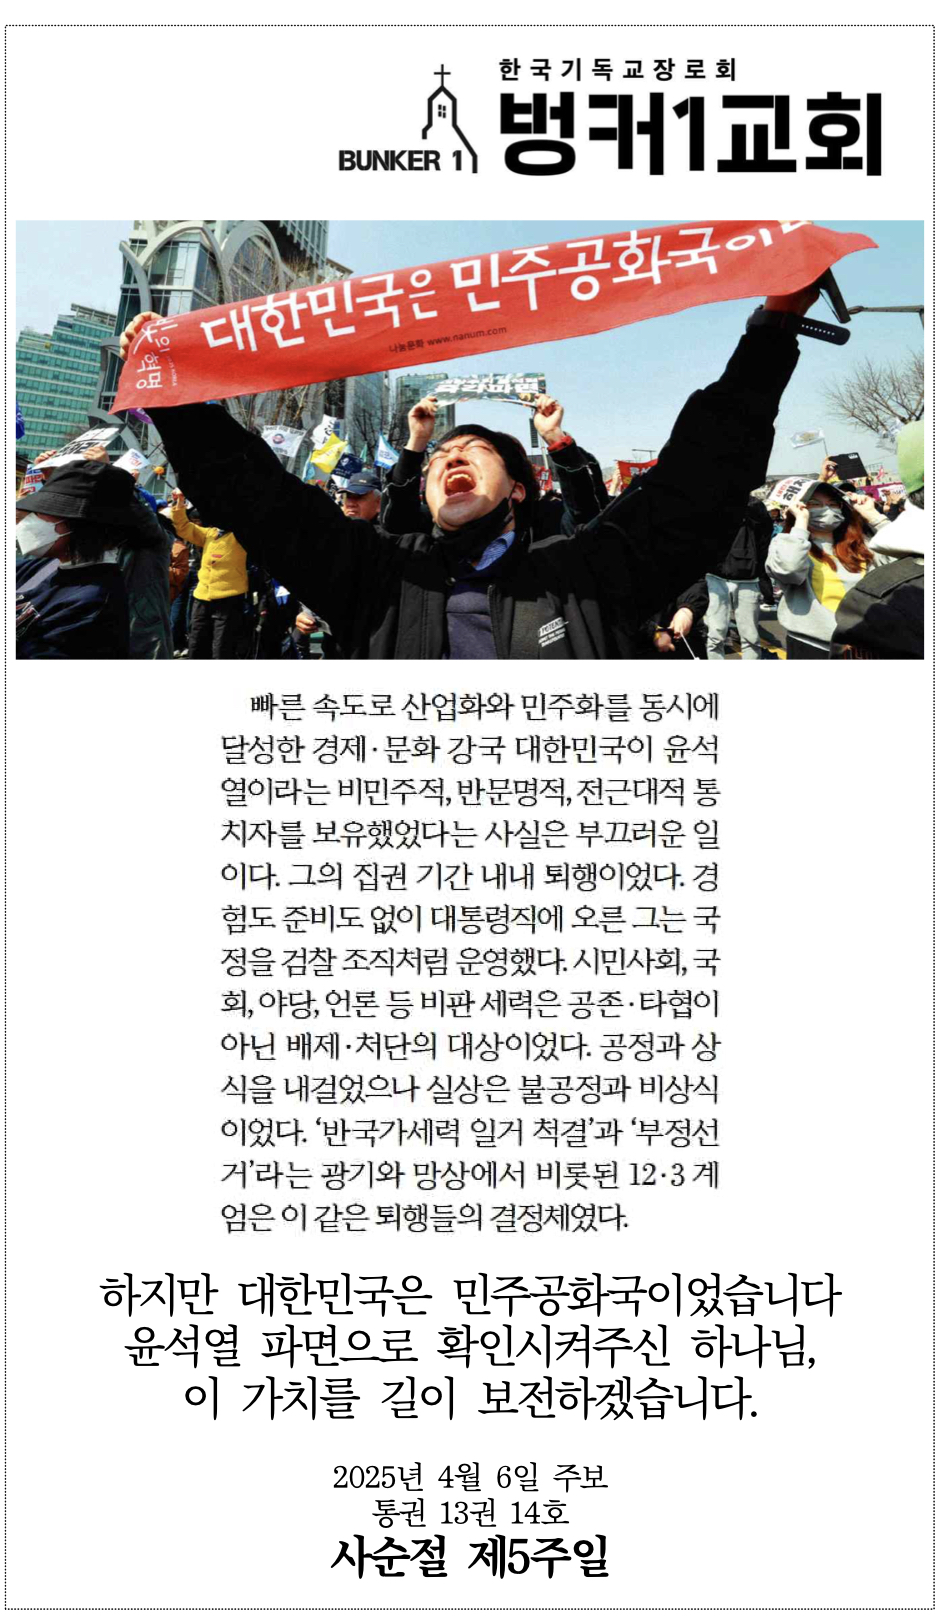 한국기독교장로회
BUNKER 1
벙커1교회
대한민국은 민주공화국이
나눔문화 www.nanum.com
혁명
빠른 속도로 산업화와 민주화를 동시에
달성한 경제·문화 강국 대한민국이 윤석
열이라는 비민주적, 반문명적, 전근대적 통
치자를 보유했었다는 사실은 부끄러운 일
이다. 그의 집권 기간 내내 퇴행이었다. 경
험도 준비도 없이 대통령직에 오른 그는 국
정을 검찰 조직처럼 운영했다. 시민사회, 국
회, 야당, 언론 등 비판 세력은 공존·타협이
아닌 배제·처단의 대상이었다. 공정과 상
식을 내걸었으나 실상은 불공정과 비상식
이었다. ‘반국가세력 일거 척결’과 ‘부정선
거’라는 광기와 망상에서 비롯된 12·3 계
엄은 이 같은 퇴행들의 결정체였다.
하지만 대한민국은 민주공화국이었습니다
윤석열 파면으로 확인시켜주신 하나님,
이 가치를 길이 보전하겠습니다.
2025년 4월 6일 주보
통권 13권 14호
사순절 제5주일